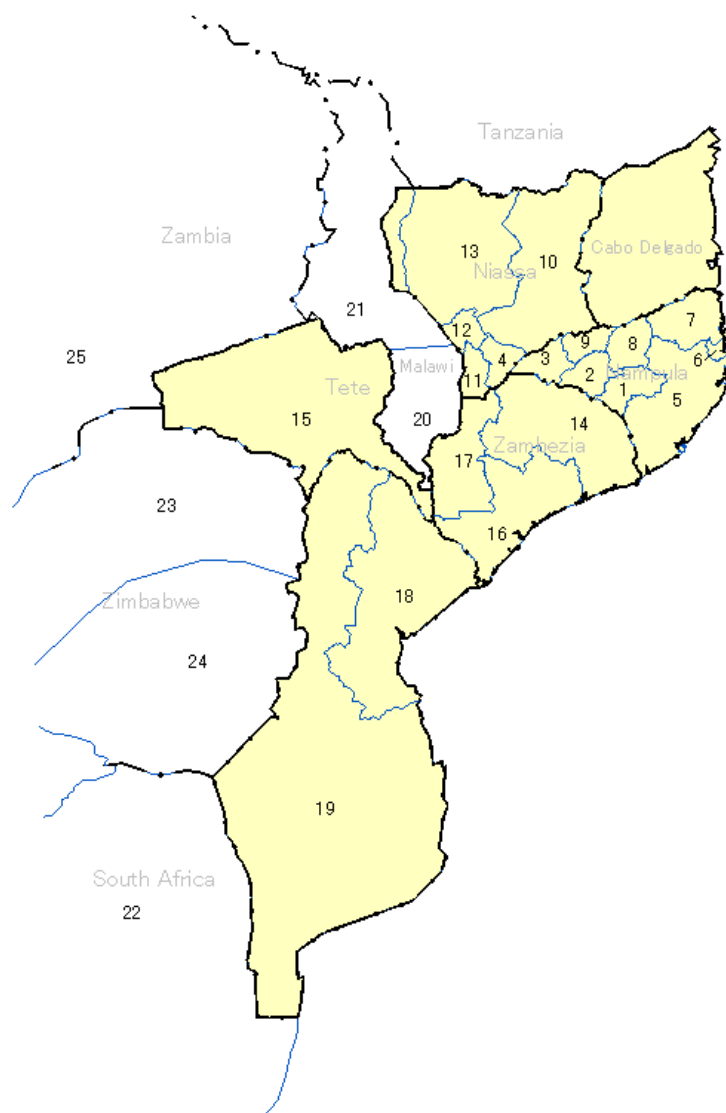 Tanzania
Zambia
Cabo Delgado
13
10
Niassa
21
7
12
9
8
25
3
6
Malawi
4
11
2
Nampula
1
Tete
5
15
20
14
Zambezia
17
23
16
18
Zimbabwe
24
19
South Africa
22